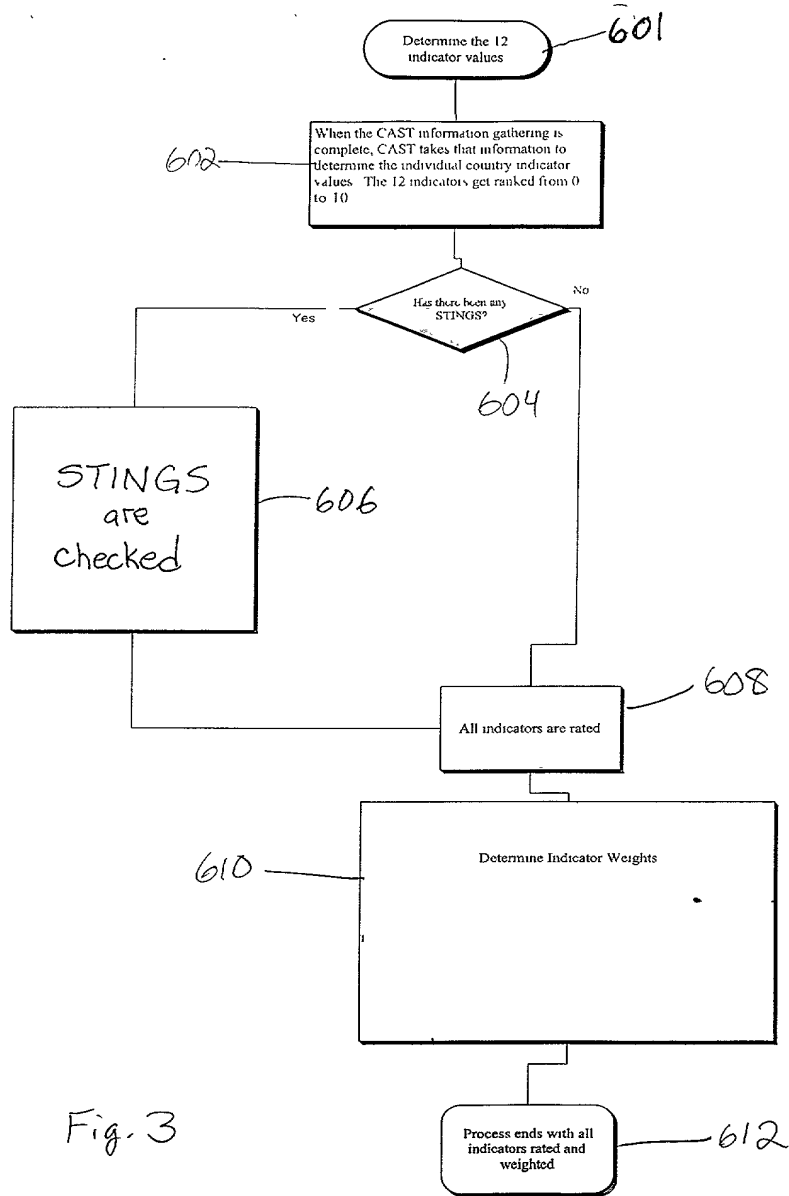 Determine the 12
indicator values
601
When the CAST information gathering is
complete, CAST takes that information to
determine the individual country indicator
values The 12 indicators get ranked from 0
to 10
602
Has there been any
STINGS?
Yes
No
604
STINGS
are
checked
606
All indicators are rated
608
Determine Indicator Weights
610
Process ends with all
indicators rated and
weighted
612
Fig. 3